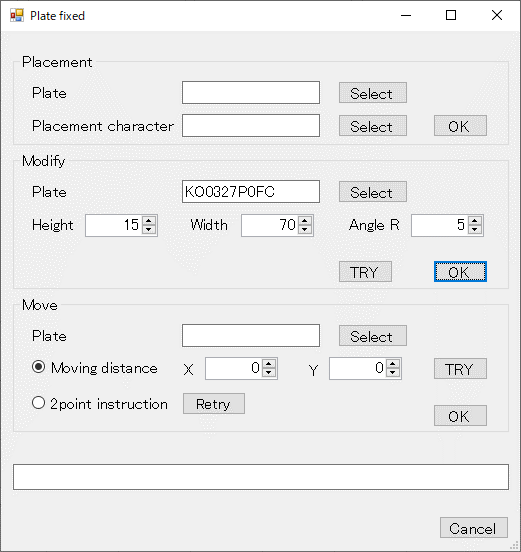 Plate fixed
Placement
Plate Select
Placement character Select OK
Modify
Plate KO0327P0FC Select
Height 15 Width 70 Angle R 5
TRY OK
Move
Plate Select
Moving distance X 0 Y 0 TRY
2point instruction Retry
OK
Cancel